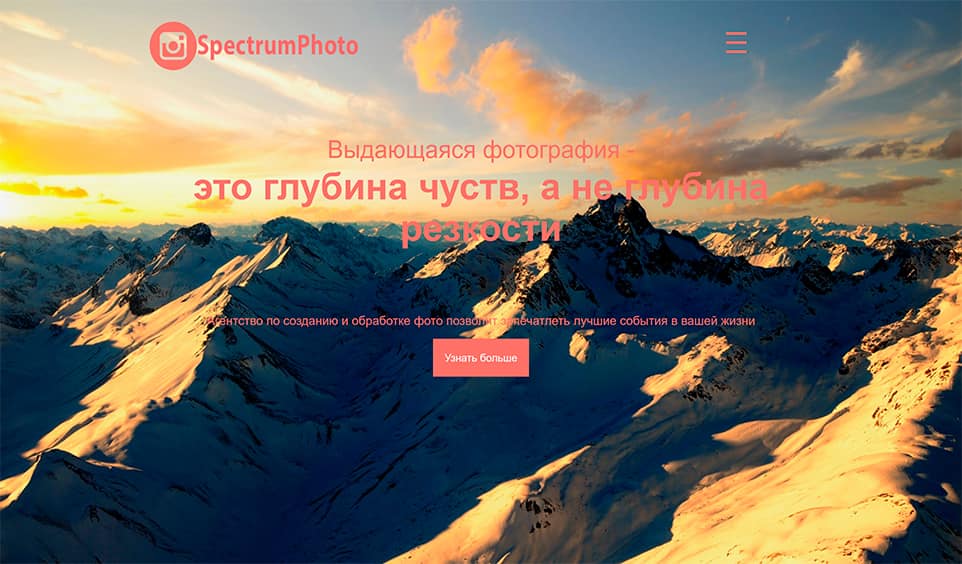 SpectrumPhoto
Выдающаяся фотография -
это глубина чуств, а не глубина
резкости
Агентство по созданию и обработке фото позволит запечатлеть лучшие события в вашей жизни
Узнать больше